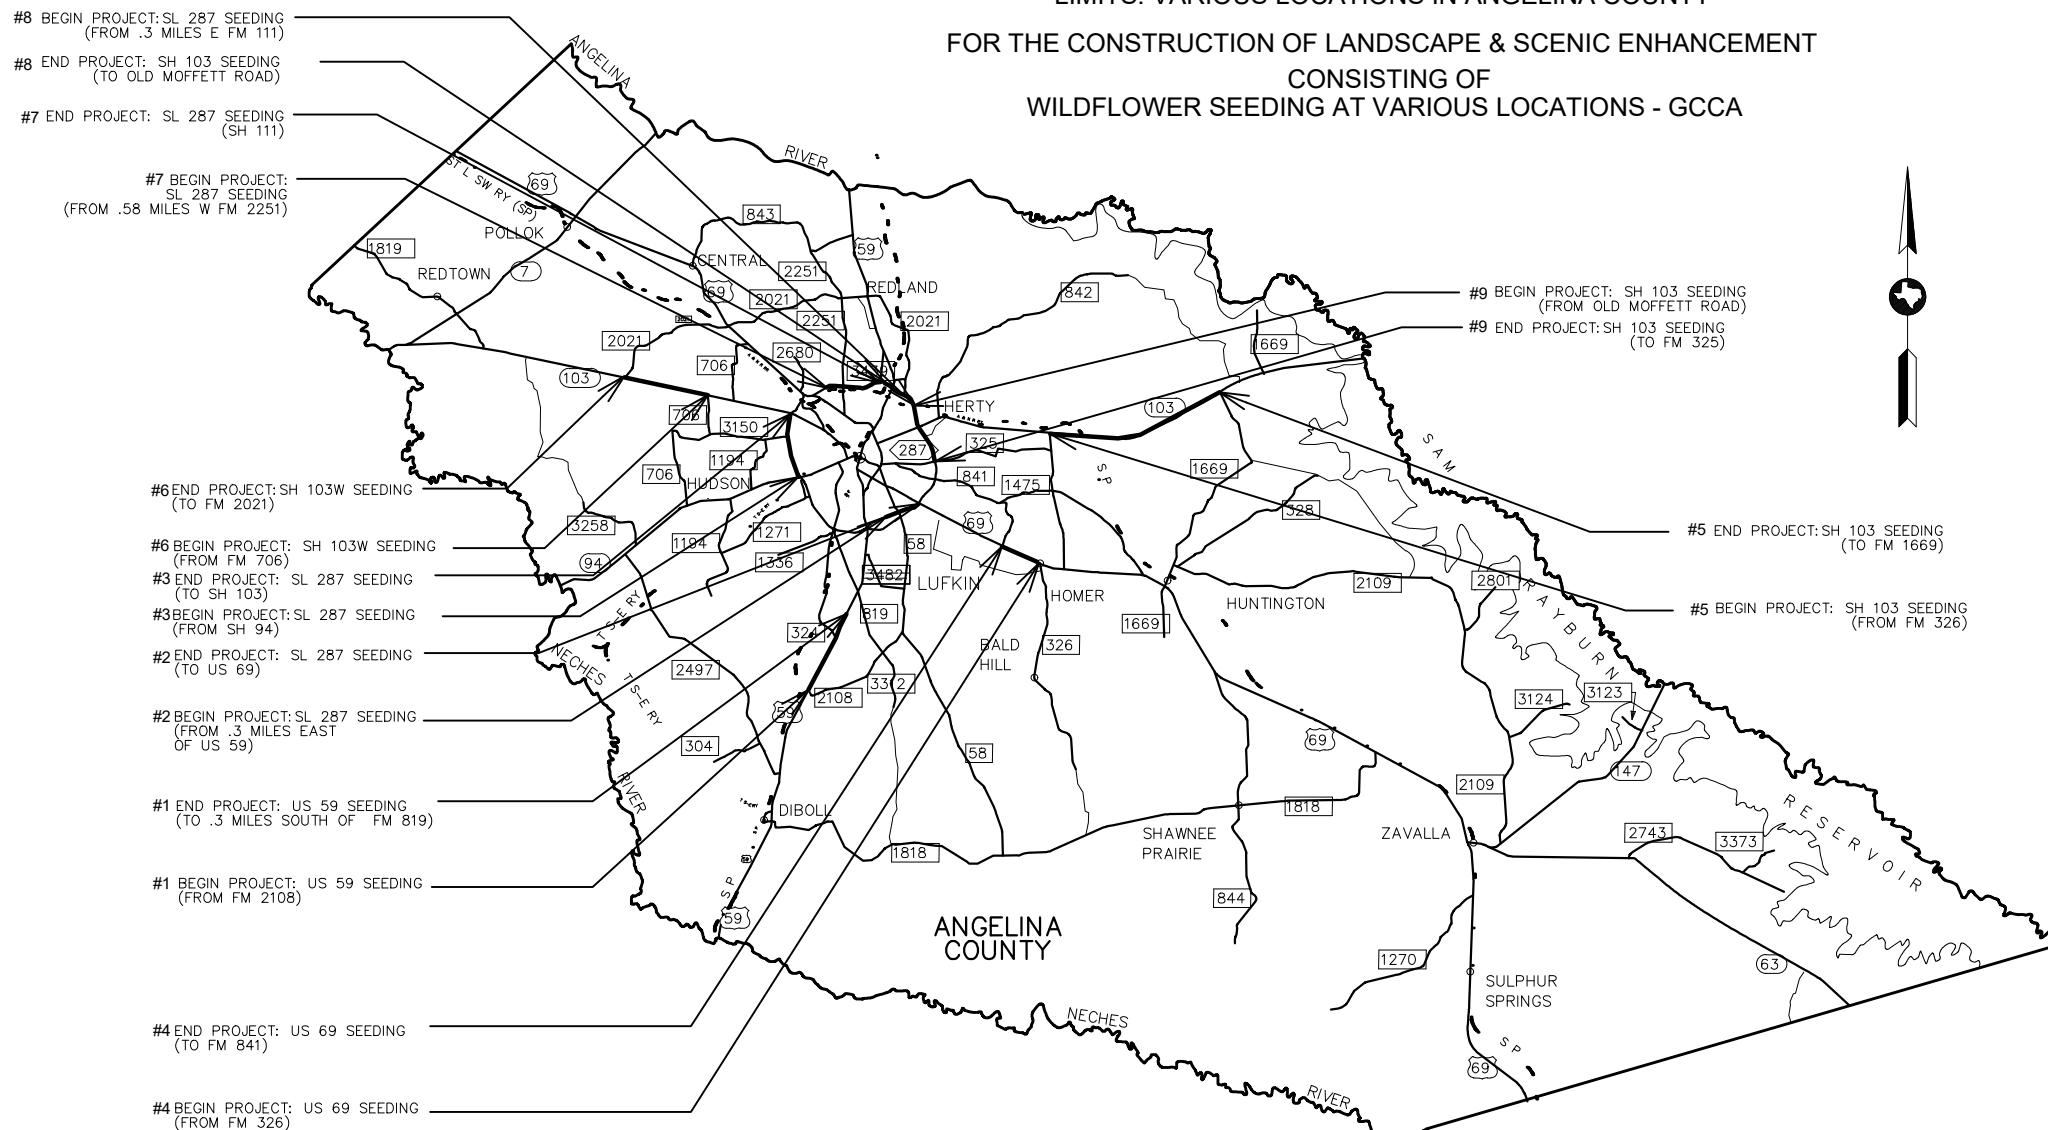 LIMITS: VARIOUS LOCATIONS IN ANGELINA COUNTY
FOR THE CONSTRUCTION OF LANDSCAPE & SCENIC ENHANCEMENT
CONSISTING OF
WILDFLOWER SEEDING AT VARIOUS LOCATIONS - GCCA
#8 BEGIN PROJECT: SL 287 SEEDING
(FROM .3 MILES E FM 111)
#8 END PROJECT: SH 103 SEEDING
(TO OLD MOFFETT ROAD)
#7 END PROJECT: SL 287 SEEDING
(SH 111)
#7 BEGIN PROJECT:
SL 287 SEEDING
(FROM .58 MILES W FM 2251)
#6 END PROJECT: SH 103W SEEDING
(TO FM 2021)
#6 BEGIN PROJECT: SH 103W SEEDING
(FROM FM 706)
#3 END PROJECT: SL 287 SEEDING
(TO SH 103)
#3 BEGIN PROJECT: SL 287 SEEDING
(FROM SH 94)
#2 END PROJECT: SL 287 SEEDING
(TO US 69)
#2 BEGIN PROJECT: SL 287 SEEDING
(FROM .3 MILES EAST
OF US 59)
#1 END PROJECT: US 59 SEEDING
(TO .3 MILES SOUTH OF FM 819)
#1 BEGIN PROJECT: US 59 SEEDING
(FROM FM 2108)
#4 END PROJECT: US 69 SEEDING
(TO FM 841)
#4 BEGIN PROJECT: US 69 SEEDING
(FROM FM 326)
#9 BEGIN PROJECT: SH 103 SEEDING
(FROM OLD MOFFETT ROAD)
#9 END PROJECT: SH 103 SEEDING
(TO FM 325)
#5 END PROJECT: SH 103 SEEDING
(TO FM 1669)
#5 BEGIN PROJECT: SH 103 SEEDING
(FROM FM 326)
ANGELINA
RIVER
ST L SW RY (SP)
69
POLLOK
1819
REDTOWN
7
843
CENTRAL
69
2251
59
REDLAND
2021
2251
2021
842
1669
2021
706
2680
103
706
3150
HERTY
103
287
325
706
1194
HUDSON
841
1475
S P
1669
328
SAM
3258
1194
1271
1336
94
69
58
3482
LUFKIN
HOMER
HUNTINGTON
2109
2801
RAYBURN
T S-E RY
NECHES
T S-E RY
324
819
BALD
HILL
326
1669
2497
2108
3312
59
304
58
69
3124
3123
147
RIVER
DIBOLL
1818
1818
SHAWNEE
PRAIRIE
ZAVALLA
2109
2743
3373
RESERVOIR
S P
59
844
ANGELINA
COUNTY
1270
SULPHUR
SPRINGS
63
NECHES
S P
69
RIVER